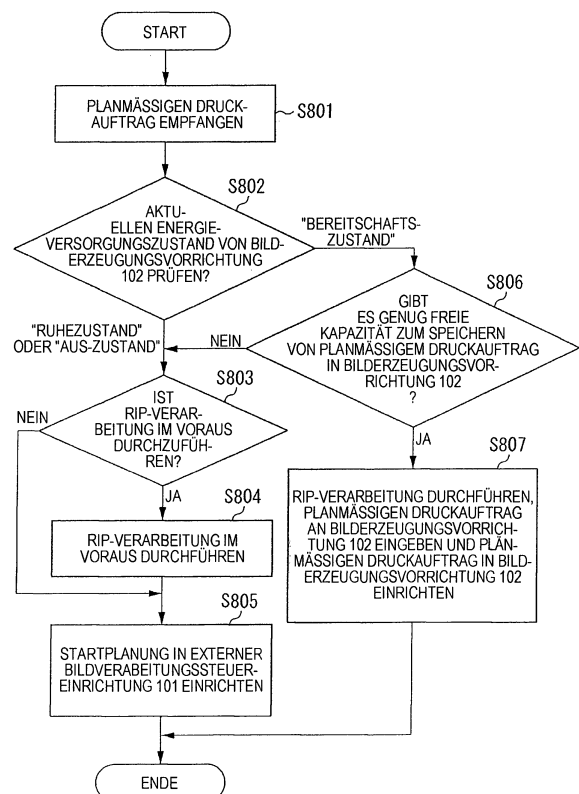 START
PLANMÄSSIGEN DRUCK-
AUFTRAG EMPFANGEN
S801
S802
AKTU-
ELLEN ENERGIE-
VERSORGUNGSZUSTAND VON BILD-
ERZEUGUNGSVORRICHTUNG
102 PRÜFEN?
"BEREITSCHAFTS-
ZUSTAND"
S806
GIBT
ES GENUG FREIE
KAPAZITÄT ZUM SPEICHERN
VON PLANMÄSSIGEM DRUCKAUFTRAG
IN BILDERZEUGUNGSVOR-
RICHTUNG 102
?
"RUHEZUSTAND"
ODER "AUS-ZUSTAND"
NEIN
S803
IST
RIP-VERAR-
BEITUNG IM VORAUS
DURCHZUFÜH-
REN?
NEIN
JA
JA
S804
RIP-VERARBEITUNG IM
VORAUS DURCHFÜHREN
S807
RIP-VERARBEITUNG DURCHFÜHREN,
PLANMÄSSIGEN DRUCKAUFTRAG
AN BILDERZEUGUNGSVORRICH-
TUNG 102 EINGEBEN UND PLAN-
MÄSSIGEN DRUCKAUFTRAG IN BILD-
ERZEUGUNGSVORRICHTUNG 102
EINRICHTEN
S805
STARTPLANUNG IN EXTERNER
BILDVERABEITUNGSSTEUER-
EINRICHTUNG 101 EINRICHTEN
ENDE